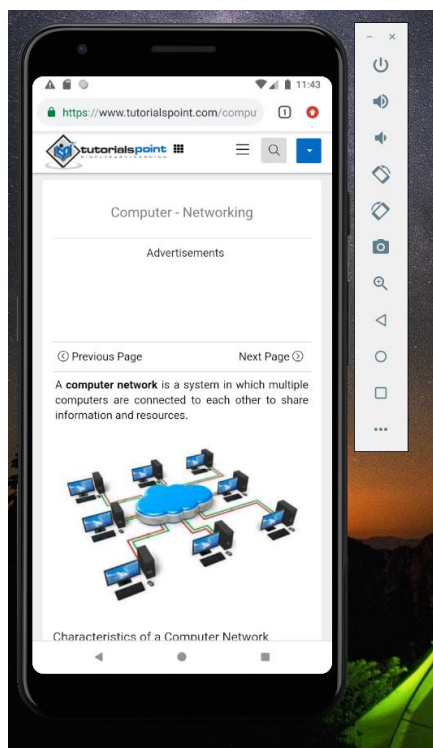 11:43
https://www.tutorialspoint.com/compu
1
tutorialspoint
SIMPLYEASYLEARNING
Computer - Networking
Advertisements
Previous Page
Next Page
A computer network is a system in which multiple
computers are connected to each other to share
information and resources.
Characteristics of a Computer Network